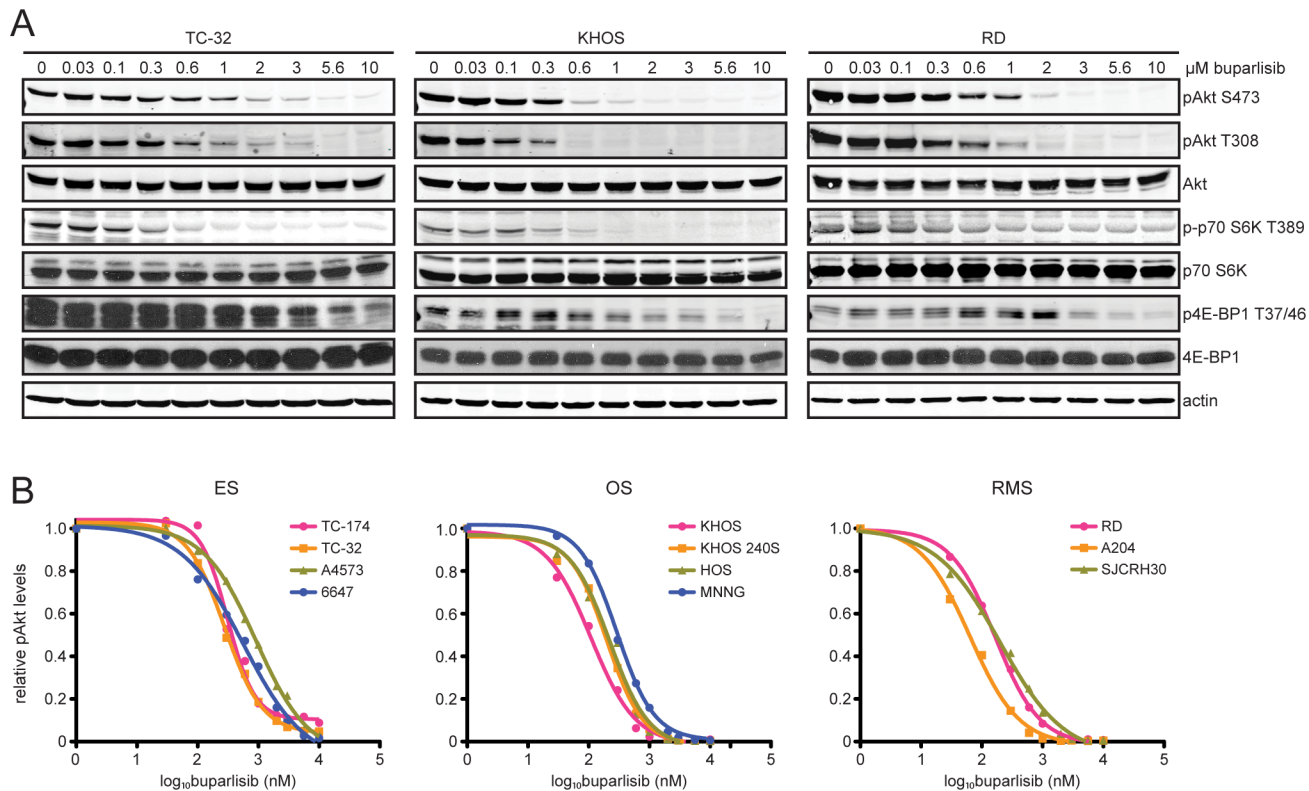 A
TC-32 KHOS RD
0 0.03 0.1 0.3 0.6 1 2 3 5.6 10 0 0.03 0.1 0.3 0.6 1 2 3 5.6 10 0 0.03 0.1 0.3 0.6 1 2 3 5.6 10 µM buparlisib
pAkt S473
pAkt T308
Akt
p-p70 S6K T389
p70 S6K
p4E-BP1 T37/46
4E-BP1
actin
B
ES
relative pAkt levels
1.0
0.8
0.6
0.4
0.2
0
0 1 2 3 4 5
log₁₀buparlisib (nM)
TC-174
TC-32
A4573
6647
OS
1.0
0.8
0.6
0.4
0.2
0
0 1 2 3 4 5
log₁₀buparlisib (nM)
KHOS
KHOS 240S
HOS
MNNG
RMS
1.0
0.8
0.6
0.4
0.2
0
0 1 2 3 4 5
log₁₀buparlisib (nM)
RD
A204
SJCRH30